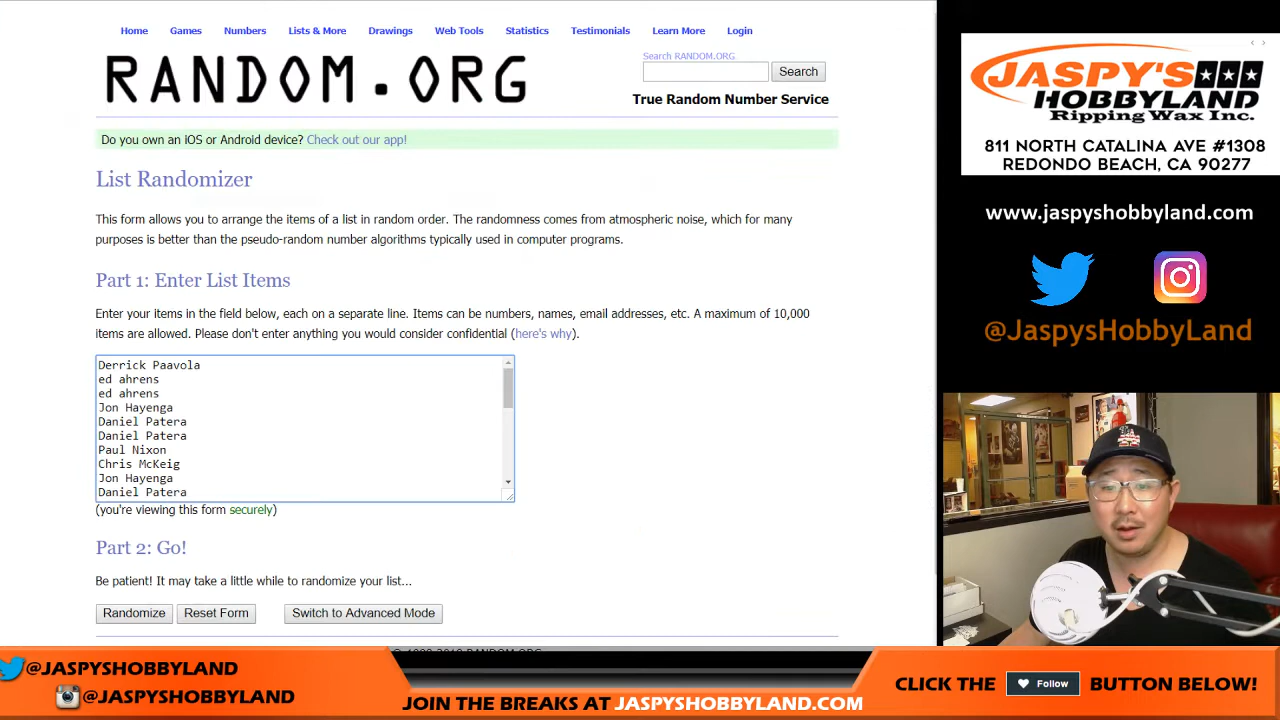 Home Games Numbers Lists & More Drawings Web Tools Statistics Testimonials Learn More Login
RANDOM.ORG
Search RANDOM.ORG
Search
True Random Number Service
Do you own an iOS or Android device? Check out our app!
List Randomizer
This form allows you to arrange the items of a list in random order. The randomness comes from atmospheric noise, which for many
purposes is better than the pseudo-random number algorithms typically used in computer programs.
Part 1: Enter List Items
Enter your items in the field below, each on a separate line. Items can be numbers, names, email addresses, etc. A maximum of 10,000
items are allowed. Please don't enter anything you would consider confidential (here's why).
Derrick Paavola
ed ahrens
ed ahrens
Jon Hayenga
Daniel Patera
Daniel Patera
Paul Nixon
Chris McKeig
Jon Hayenga
Daniel Patera
(you're viewing this form securely)
Part 2: Go!
Be patient! It may take a little while to randomize your list...
Randomize Reset Form Switch to Advanced Mode
JASPY'S
HOBBYLAND
Ripping Wax Inc.
811 NORTH CATALINA AVE #1308
REDONDO BEACH, CA 90277
www.jaspyshobbyland.com
@JaspysHobbyLand
@JASPYSHOBBYLAND
@JASPYSHOBBYLAND
JOIN THE BREAKS AT JASPYSHOBBYLAND.COM
CLICK THE Follow BUTTON BELOW!